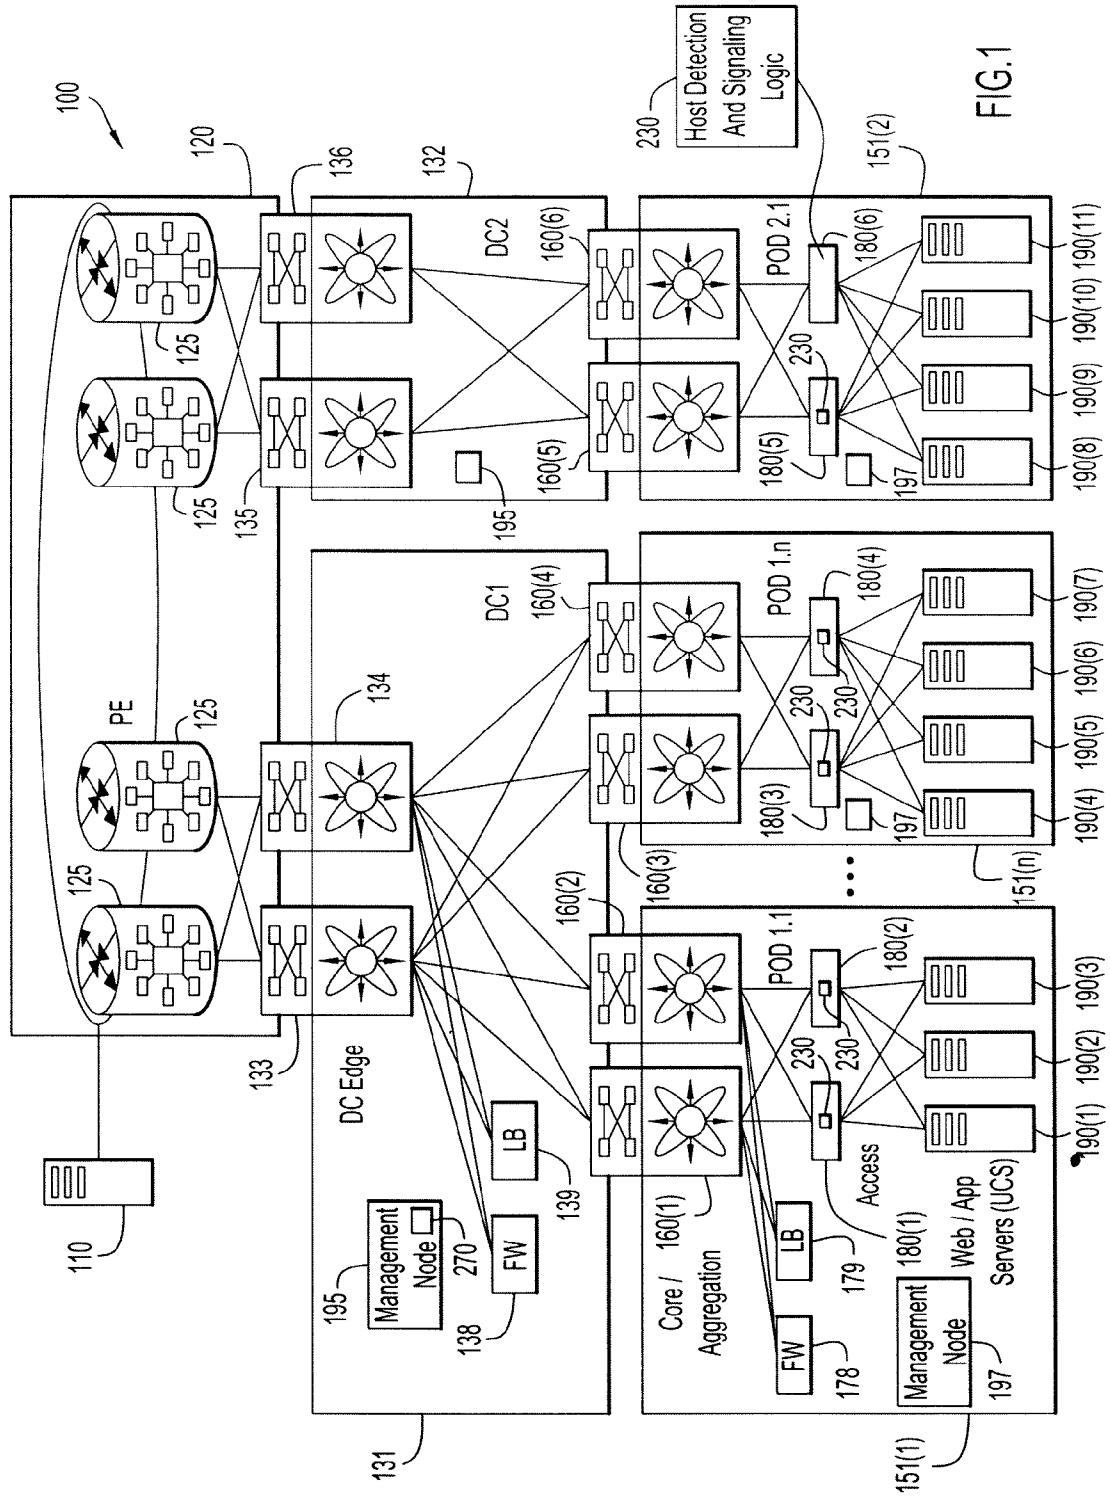 100
120
125
125
125
125
PE
110
136
135
134
133
132
131
DC2
DC1
DC Edge
195
195
Management
Node
270
FW
138
LB
139
160(6)
160(5)
160(4)
160(3)
160(2)
160(1)
Core /
Aggregation
230
Host Detection
And Signaling
Logic
POD 2.1
180(6)
180(5)
230
197
151(2)
190(11)
190(10)
190(9)
190(8)
POD 1.n
180(4)
180(3)
230
230
197
151(n)
190(7)
190(6)
190(5)
190(4)
POD 1.1
180(2)
180(1)
230
230
Access
FW
178
LB
179
Web / App
Servers (UCS)
Management
Node
197
151(1)
190(3)
190(2)
190(1)
FIG.1